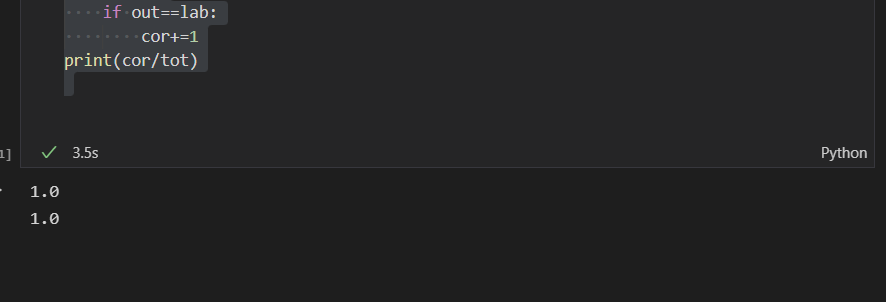 if out==lab:
cor+=1
print(cor/tot)
1]
3.5s
Python
1.0
1.0